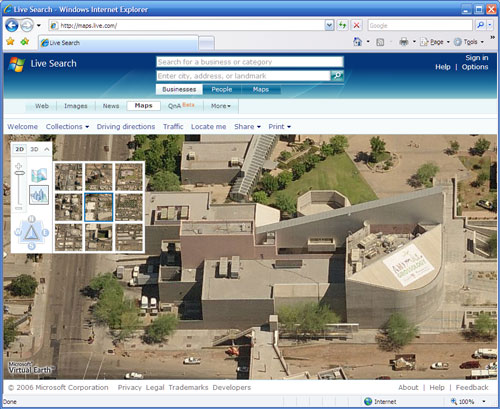 Live Search - Windows Internet Explorer
http://maps.live.com/
Google
Live Search
Page
Tools
Live Search
Search for a business or category
Enter city, address, or landmark
Businesses People Maps
Sign in
Help | Options
Web Images News Maps QnA Beta More
Welcome Collections Driving directions Traffic Locate me Share Print
2D 3D
Microsoft
Virtual Earth
© 2006 Microsoft Corporation Privacy Legal Trademarks Developers About | Help | Feedback
Done Internet 100%